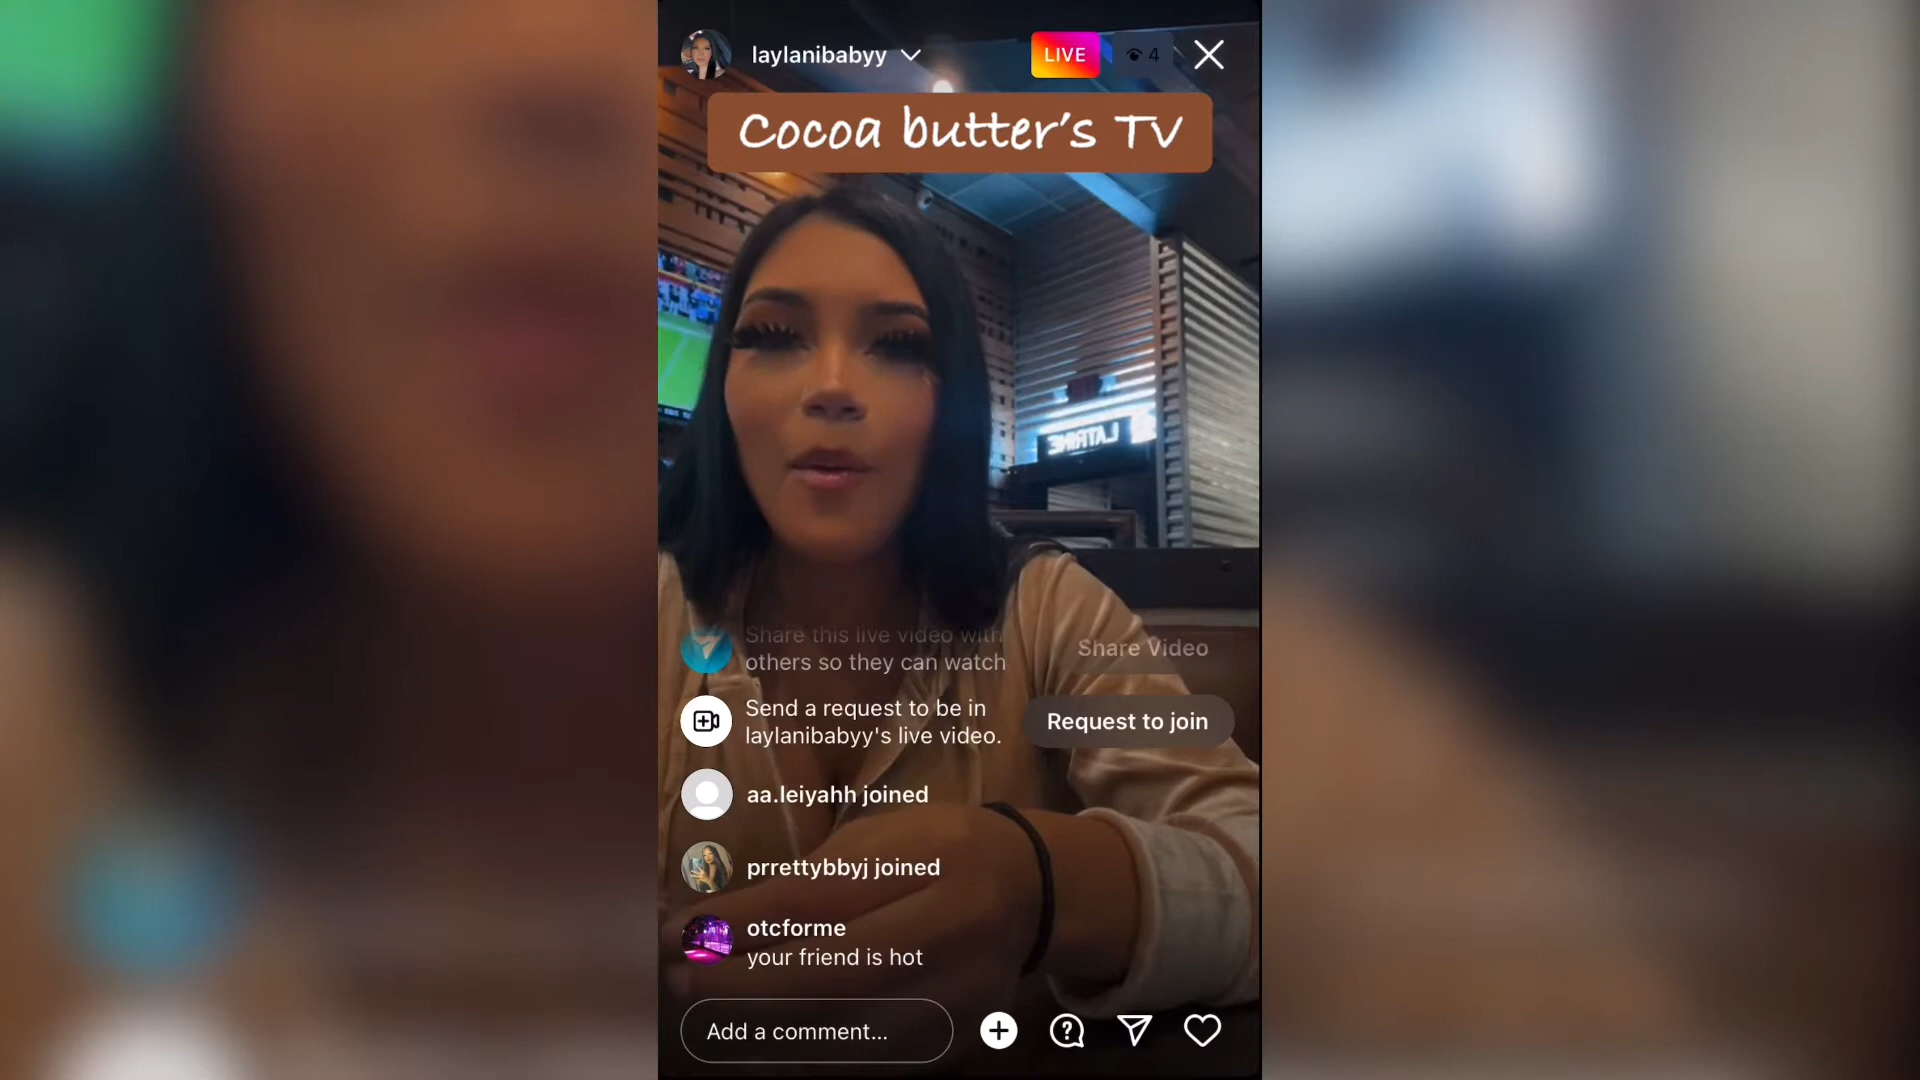 laylanibabyy
LIVE
4
Cocoa butter's TV
LATRINE
Share this live video with
others so they can watch
Share Video
Send a request to be in
laylanibabyy's live video.
Request to join
aa.leiyahh joined
prrettybbyj joined
otcforme
your friend is hot
Add a comment...